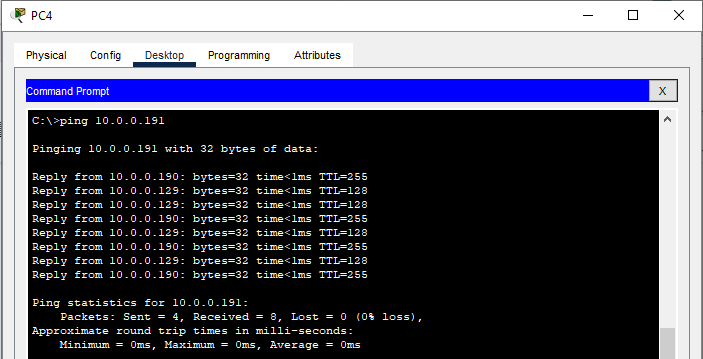 PC4
Physical Config Desktop Programming Attributes
Command Prompt X
C:\>ping 10.0.0.191
Pinging 10.0.0.191 with 32 bytes of data:
Reply from 10.0.0.190: bytes=32 time<1ms TTL=255
Reply from 10.0.0.129: bytes=32 time<1ms TTL=128
Reply from 10.0.0.129: bytes=32 time<1ms TTL=128
Reply from 10.0.0.190: bytes=32 time<1ms TTL=255
Reply from 10.0.0.129: bytes=32 time<1ms TTL=128
Reply from 10.0.0.190: bytes=32 time<1ms TTL=255
Reply from 10.0.0.129: bytes=32 time<1ms TTL=128
Reply from 10.0.0.190: bytes=32 time<1ms TTL=255
Ping statistics for 10.0.0.191:
Packets: Sent = 4, Received = 8, Lost = 0 (0% loss),
Approximate round trip times in milli-seconds:
Minimum = 0ms, Maximum = 0ms, Average = 0ms